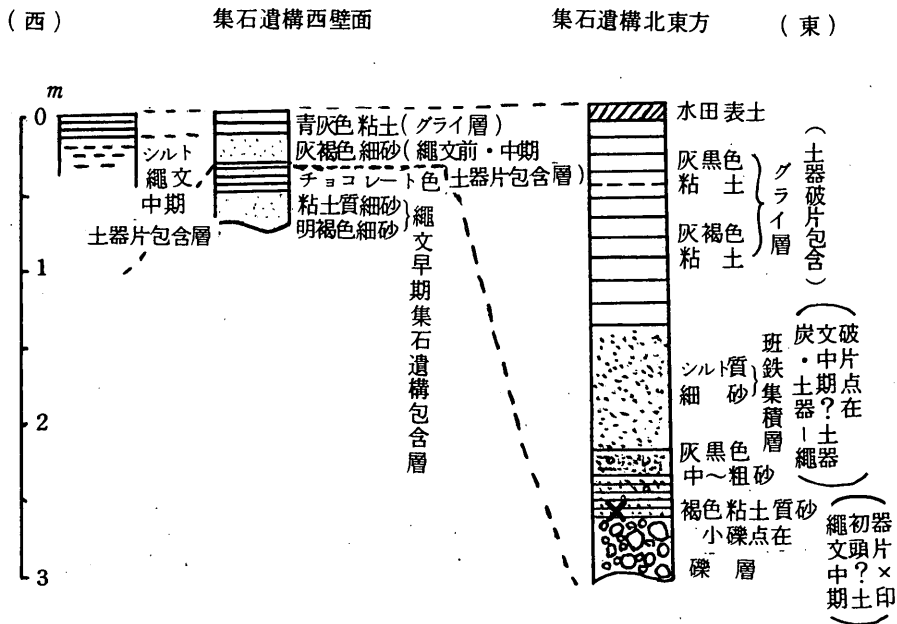 (西)
集石遺構西壁面
集石遺構北東方
(東)
m
0
1
2
3
シルト
繩文
中期
土器片包含層
青灰色粘土(グライ層)
灰褐色細砂(繩文前・中期
土器片包含層)
チョコレート色
粘土質細砂
明褐色細砂
繩文早期集石遺構包含層
水田表土
灰黒色
粘土
灰褐色
粘土
グライ層
(土器破片包含)
シルト質
細砂
班鉄集積層
(炭・土器ー繩
文中期?土器
破片点在)
灰黒色
中〜粗砂
褐色粘土質砂
小礫点在
礫層
(繩文中期
初頭?土
器片×印)